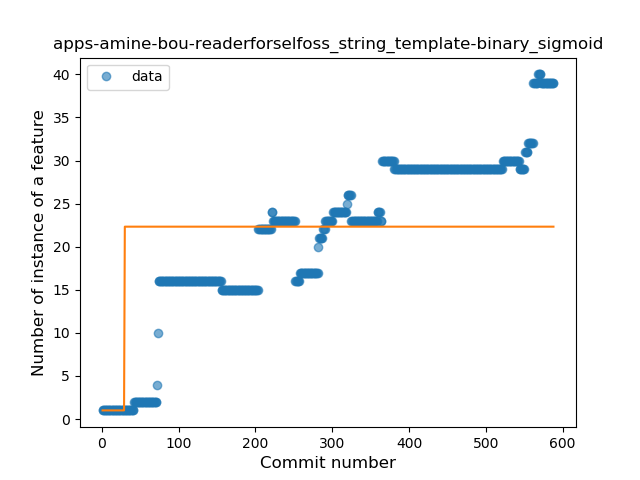 apps-amine-bou-readerforselfoss_string_template-binary_sigmoid
data
Number of instance of a feature
40
35
30
25
20
15
10
5
0
0 100 200 300 400 500 600
Commit number